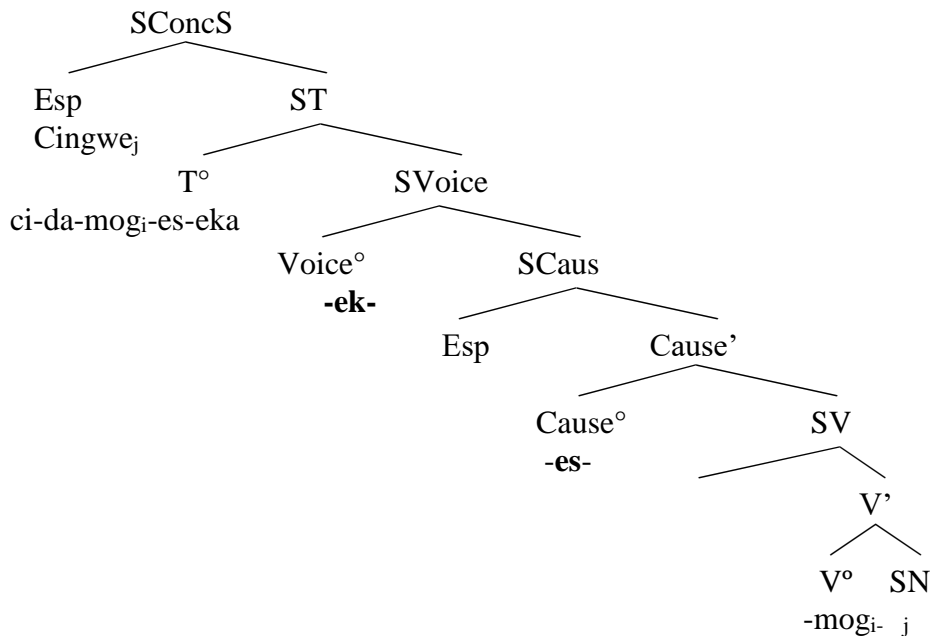 SConcS
Esp ST
Cingweⱼ
T° SVoice
ci-da-mogᵢ-es-eka
Voice° SCaus
-ek-
Esp Cause’
Cause° SV
-es-
V’
Vº SN
-mogᵢ- ⱼ